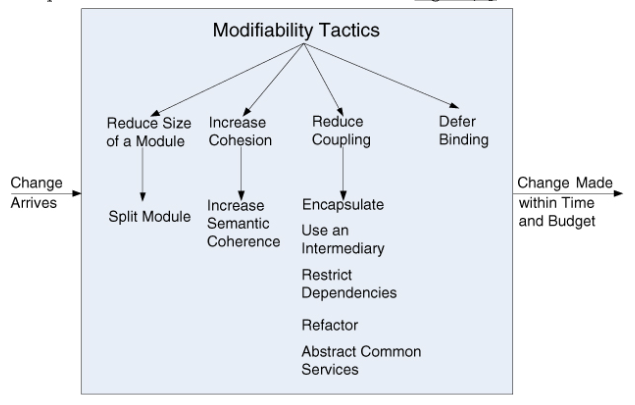 Modifiability Tactics
Reduce Size
of a Module
Increase
Cohesion
Reduce
Coupling
Defer
Binding
Change
Arrives
Split Module
Increase
Semantic
Coherence
Encapsulate
Use an
Intermediary
Restrict
Dependencies
Refactor
Abstract Common
Services
Change Made
within Time
and Budget